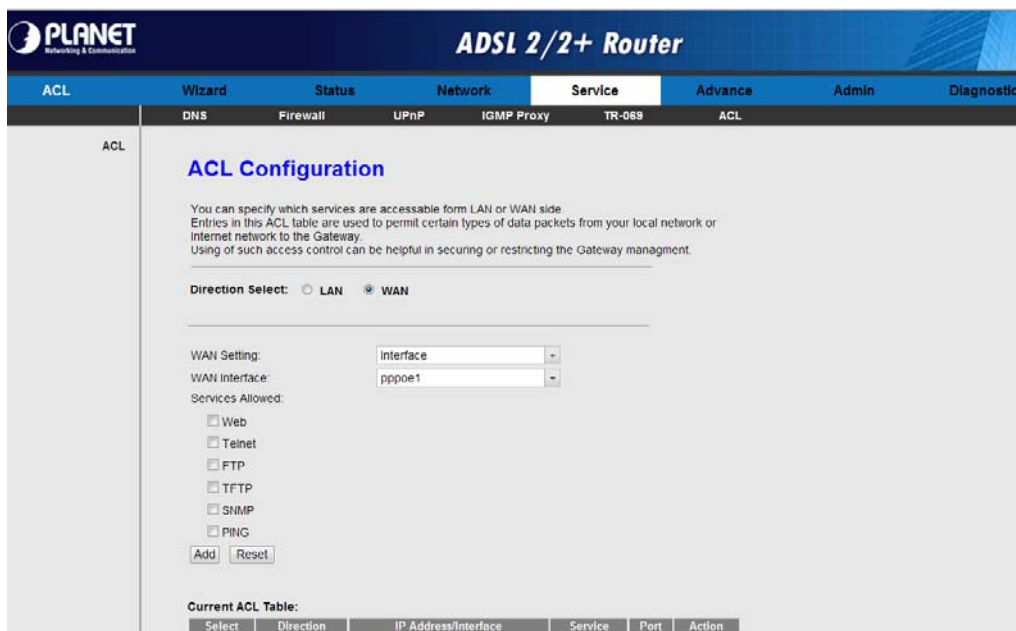 PLANET
Networking & Communication
ADSL 2/2+ Router
ACL Wizard Status Network Service Advance Admin Diagnostic
DNS Firewall UPnP IGMP Proxy TR-069 ACL
ACL
ACL Configuration
You can specify which services are accessable form LAN or WAN side.
Entries in this ACL table are used to permit certain types of data packets from your local network or
Internet network to the Gateway.
Using of such access control can be helpful in securing or restricting the Gateway managment.
Direction Select: LAN WAN
WAN Setting: Interface
WAN Interface: pppoe1
Services Allowed:
Web
Telnet
FTP
TFTP
SNMP
PING
Add Reset
Current ACL Table:
Select Direction IP Address/Interface Service Port Action